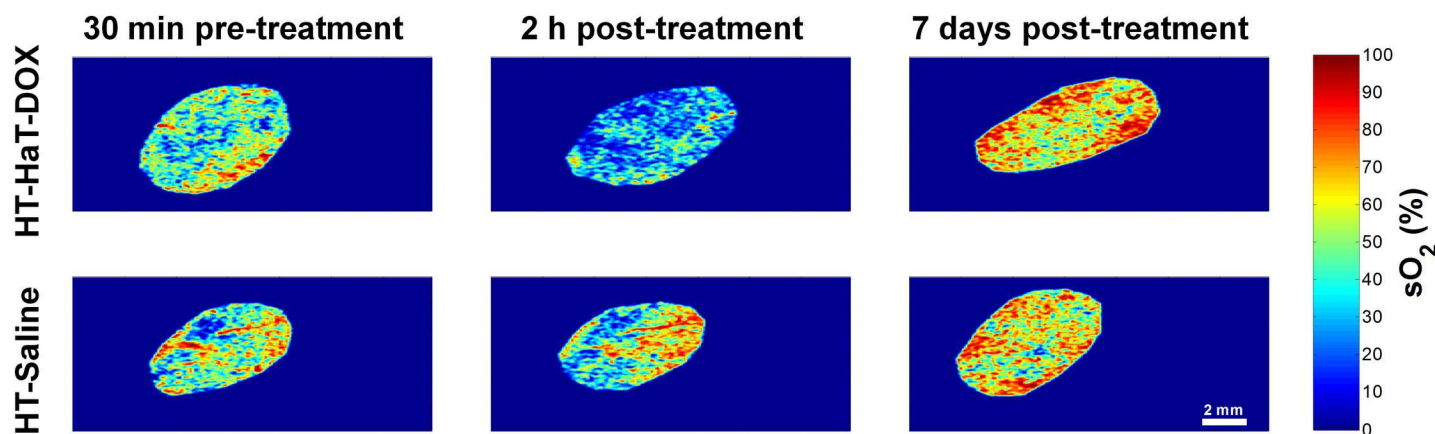 30 min pre-treatment
2 h post-treatment
7 days post-treatment
HT-HaT-DOX
HT-Saline
2 mm
100
90
80
70
60
50
40
30
20
10
0
sO₂ (%)